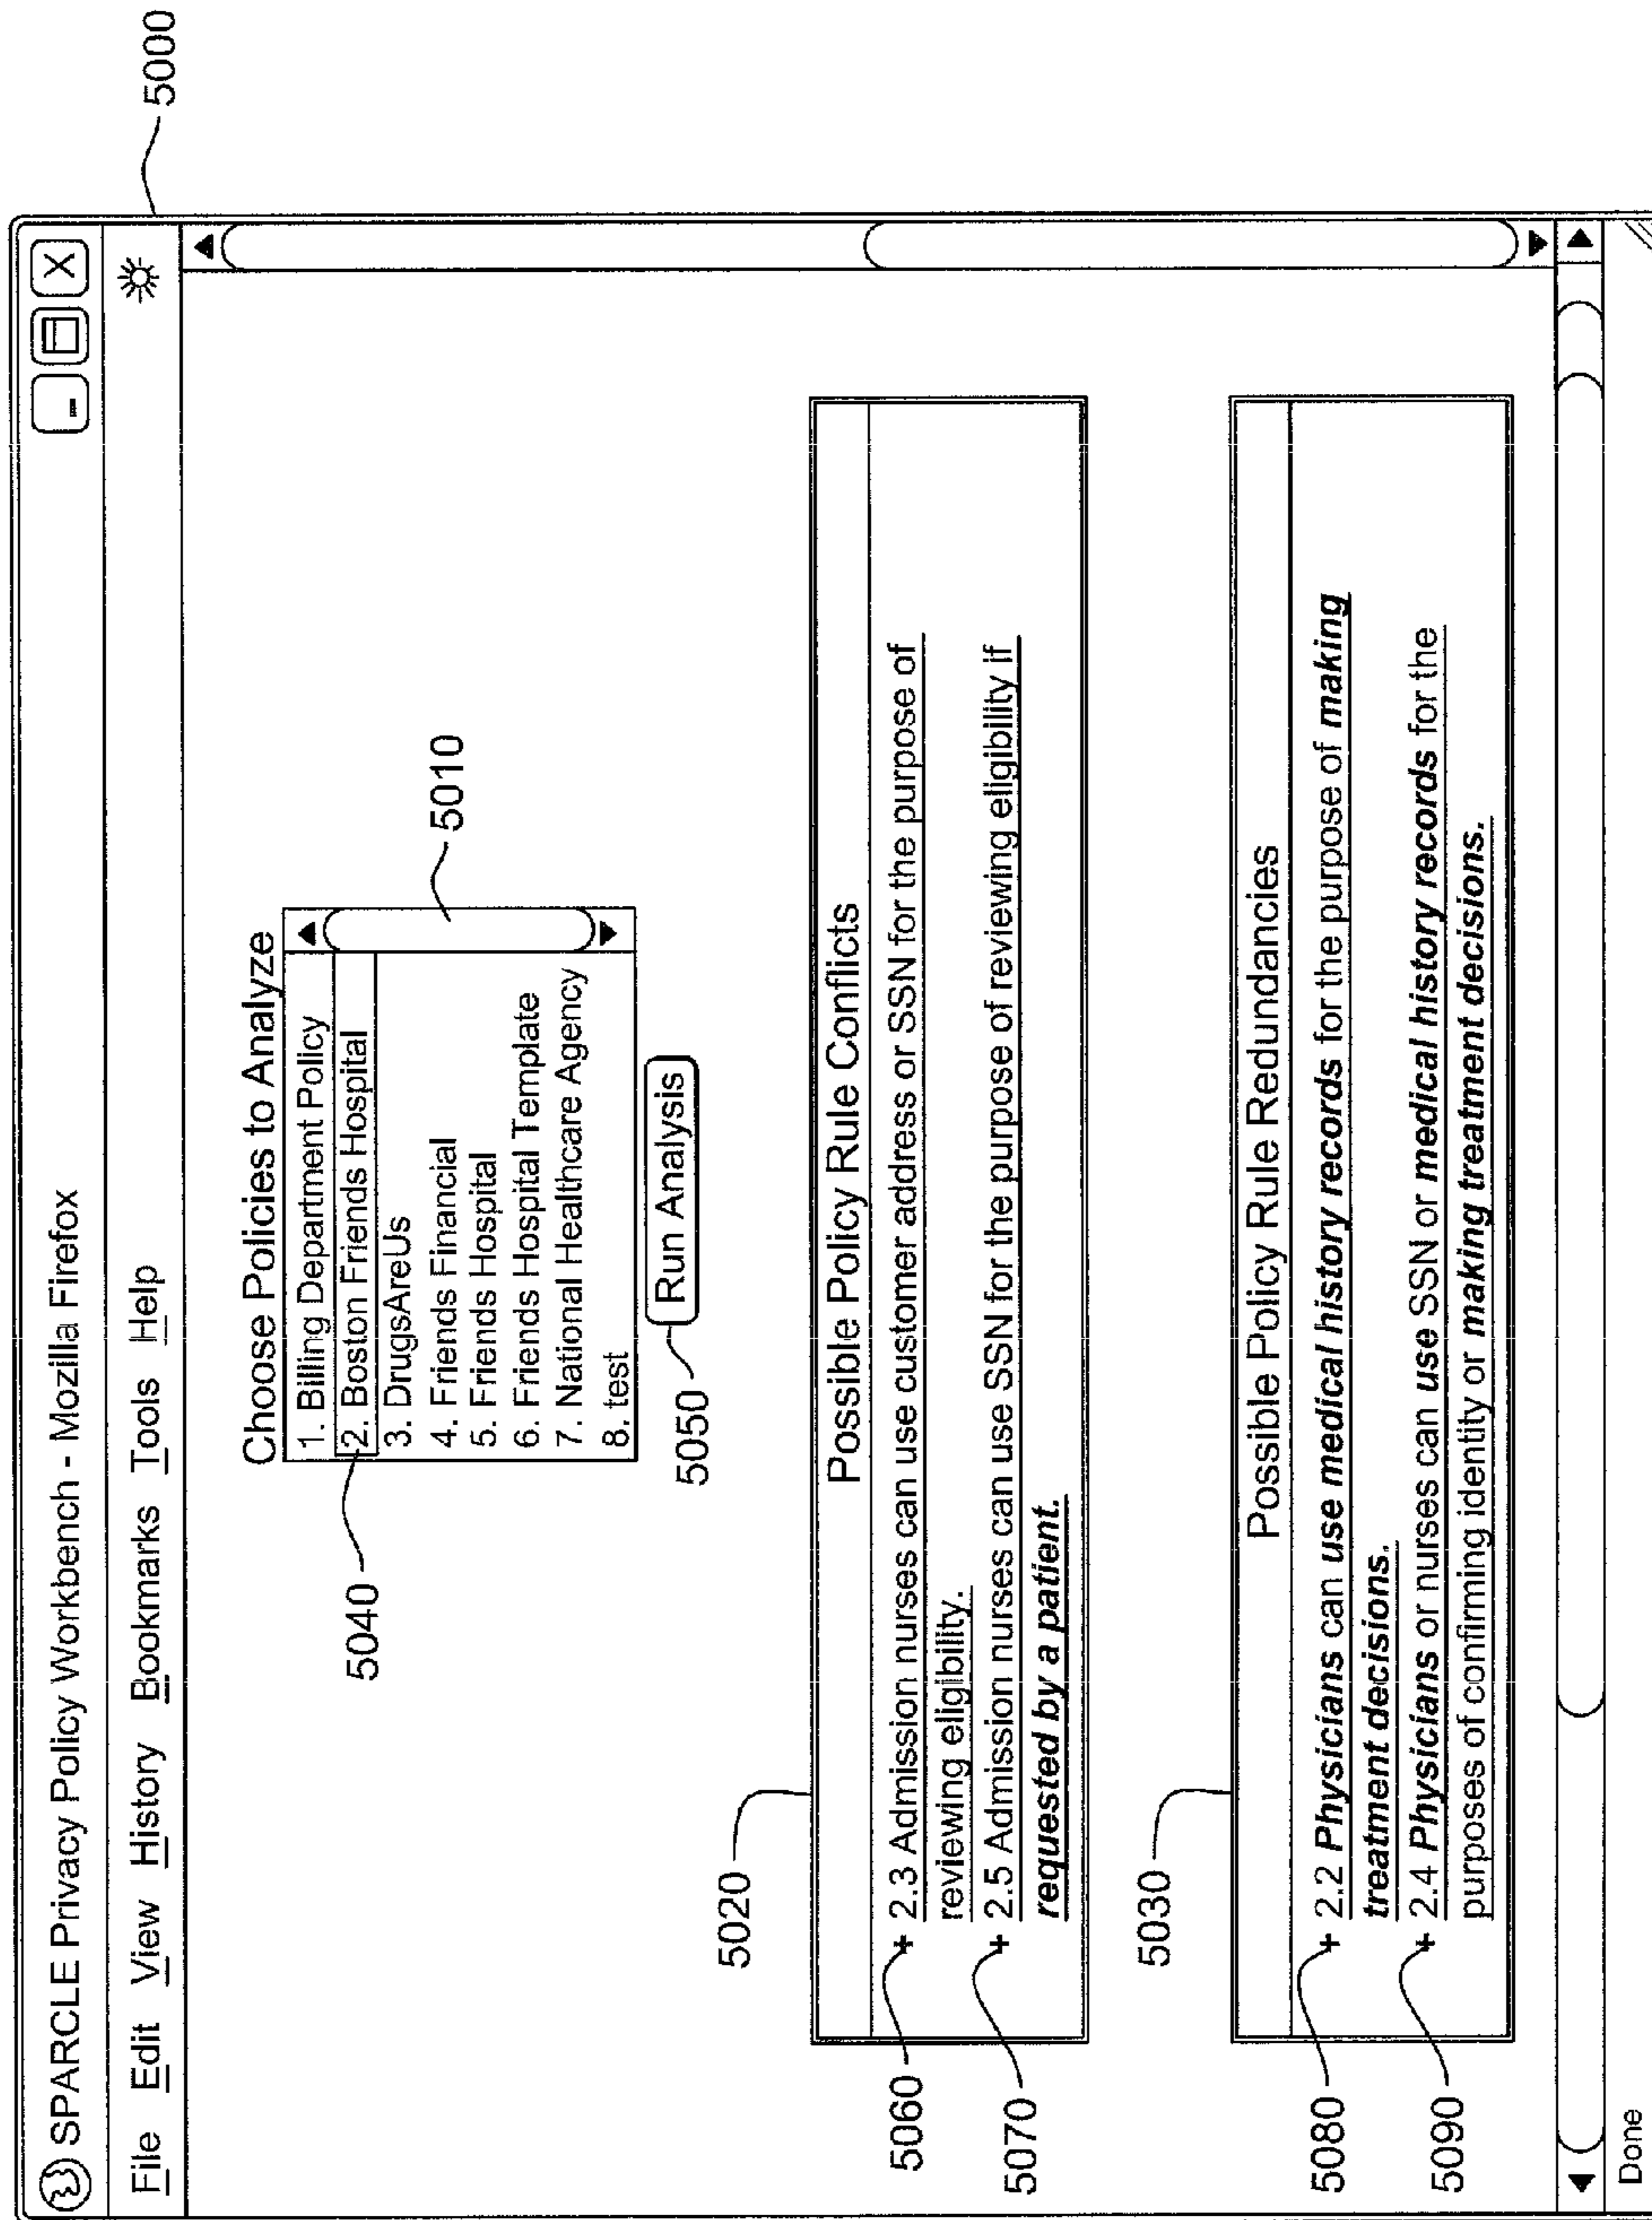 SPARCLE Privacy Policy Workbench - Mozilla Firefox
File Edit View History Bookmarks Tools Help
5000
Choose Policies to Analyze
1. Billing Department Policy
2. Boston Friends Hospital
3. DrugsAreUs
4. Friends Financial
5. Friends Hospital
6. Friends Hospital Template
7. National Healthcare Agency
8. test
5040
5010
5050
Run Analysis
5020
Possible Policy Rule Conflicts
5060
+ 2.3 Admission nurses can use customer address or SSN for the purpose of
reviewing eligibility.
5070
+ 2.5 Admission nurses can use SSN for the purpose of reviewing eligibility if
requested by a patient.
5030
Possible Policy Rule Redundancies
5080
+ 2.2 Physicians can use medical history records for the purpose of making
treatment decisions.
5090
+ 2.4 Physicians or nurses can use SSN or medical history records for the
purposes of confirming identity or making treatment decisions.
Done